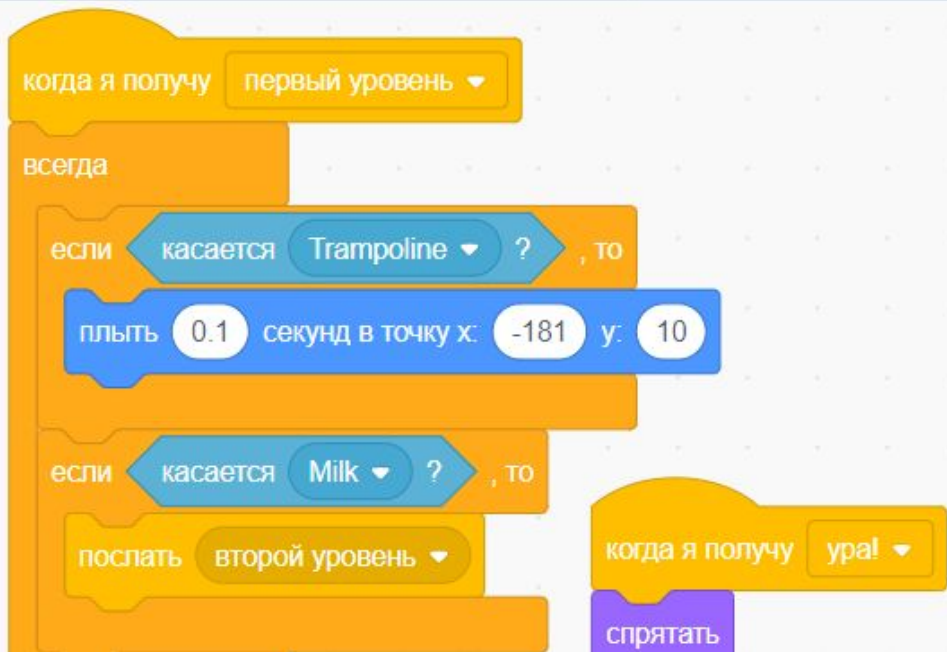 когда я получу первый уровень
всегда
если касается Trampoline ? , то
плыть 0.1 секунд в точку x: -181 y: 10
если касается Milk ? , то
послать второй уровень
когда я получу ура!
спрятать